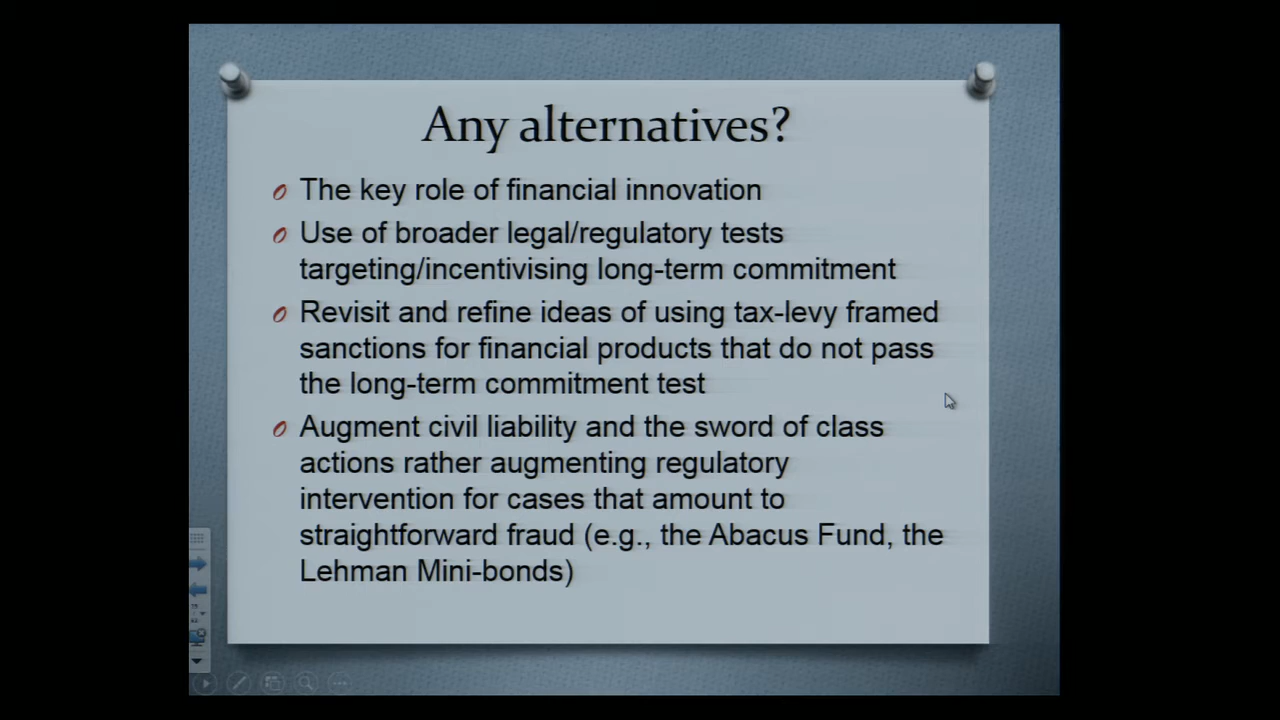 Any alternatives?
The key role of financial innovation
Use of broader legal/regulatory tests
targeting/incentivising long-term commitment
Revisit and refine ideas of using tax-levy framed
sanctions for financial products that do not pass
the long-term commitment test
Augment civil liability and the sword of class
actions rather augmenting regulatory
intervention for cases that amount to
straightforward fraud (e.g., the Abacus Fund, the
Lehman Mini-bonds)